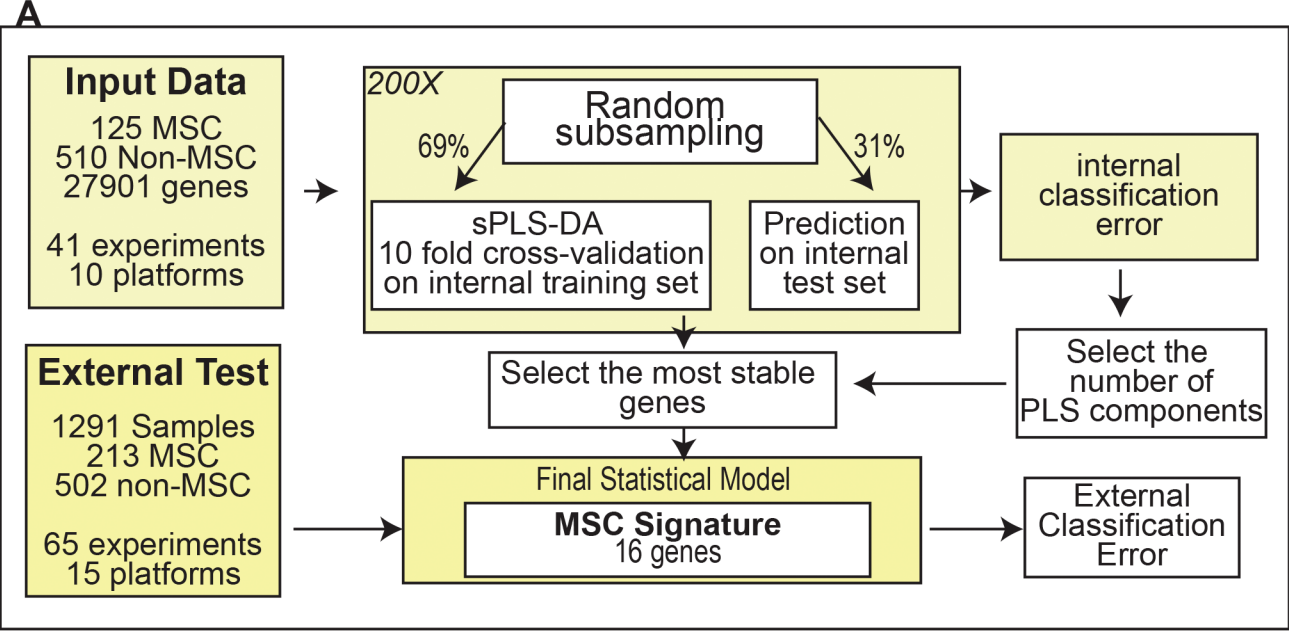 A
Input Data
125 MSC
510 Non-MSC
27901 genes
41 experiments
10 platforms
200X
Random
subsampling
69%
31%
sPLS-DA
10 fold cross-validation
on internal training set
Prediction
on internal
test set
internal
classification
error
Select the
number of
PLS components
Select the most stable
genes
External Test
1291 Samples
213 MSC
502 non-MSC
65 experiments
15 platforms
Final Statistical Model
MSC Signature
16 genes
External
Classification
Error